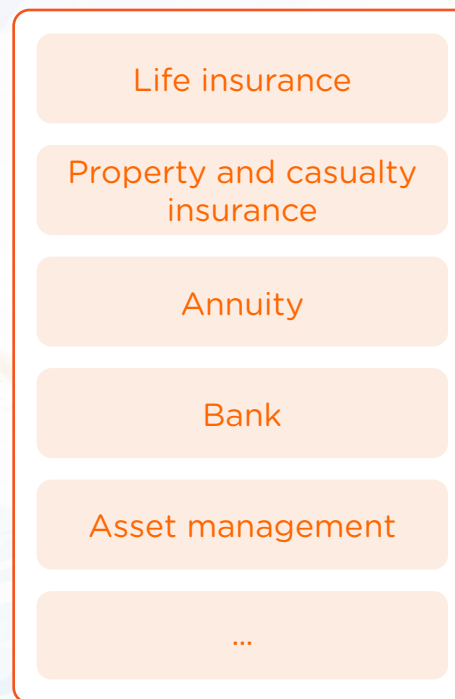 Life insurance
Property and casualty
insurance
Annuity
Bank
Asset management
...